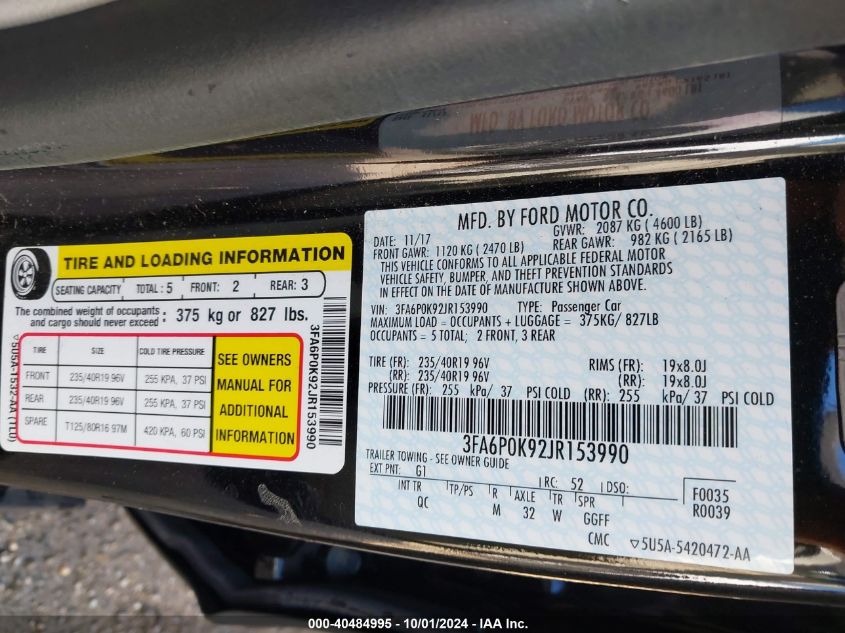 TIRE AND LOADING INFORMATION
SEATING CAPACITY TOTAL : 5 FRONT: 2 REAR: 3
The combined weight of occupants
and cargo should never exceed : 375 kg or 827 lbs.
TIRE SIZE COLD TIRE PRESSURE
FRONT 235/40R19 96V 255 KPA, 37 PSI
REAR 235/40R19 96V 255 KPA, 37 PSI
SPARE T125/80R16 97M 420 KPA, 60 PSI
SEE OWNERS
MANUAL FOR
ADDITIONAL
INFORMATION
5U5A-1532-AA (TLU)
3FA6P0K92JR153990
MFG. BY FORD MOTOR CO.
MFD. BY FORD MOTOR CO.
DATE: 11/17 GVWR: 2087 KG ( 4600 LB)
FRONT GAWR: 1120 KG ( 2470 LB) REAR GAWR: 982 KG ( 2165 LB)
THIS VEHICLE CONFORMS TO ALL APPLICABLE FEDERAL MOTOR
VEHICLE SAFETY, BUMPER, AND THEFT PREVENTION STANDARDS
IN EFFECT ON THE DATE OF MANUFACTURE SHOWN ABOVE.
VIN: 3FA6P0K92JR153990 TYPE: Passenger Car
MAXIMUM LOAD = OCCUPANTS + LUGGAGE = 375KG/ 827LB
OCCUPANTS = 5 TOTAL; 2 FRONT, 3 REAR
TIRE (FR): 235/40R19 96V RIMS (FR): 19x8.0J
(RR): 235/40R19 96V (RR): 19x8.0J
PRESSURE (FR): 255 kPa/ 37 PSI COLD (RR): 255 kPa/ 37 PSI COLD
3FA6P0K92JR153990
TRAILER TOWING - SEE OWNER GUIDE
EXT PNT: G1 RC: 52 DSO: F0035
R0039
INT TR TP/PS R AXLE TR SPR
QC M 32 W GGFF
CMC 5U5A-5420472-AA
000-40484995 - 10/01/2024 - IAA Inc.